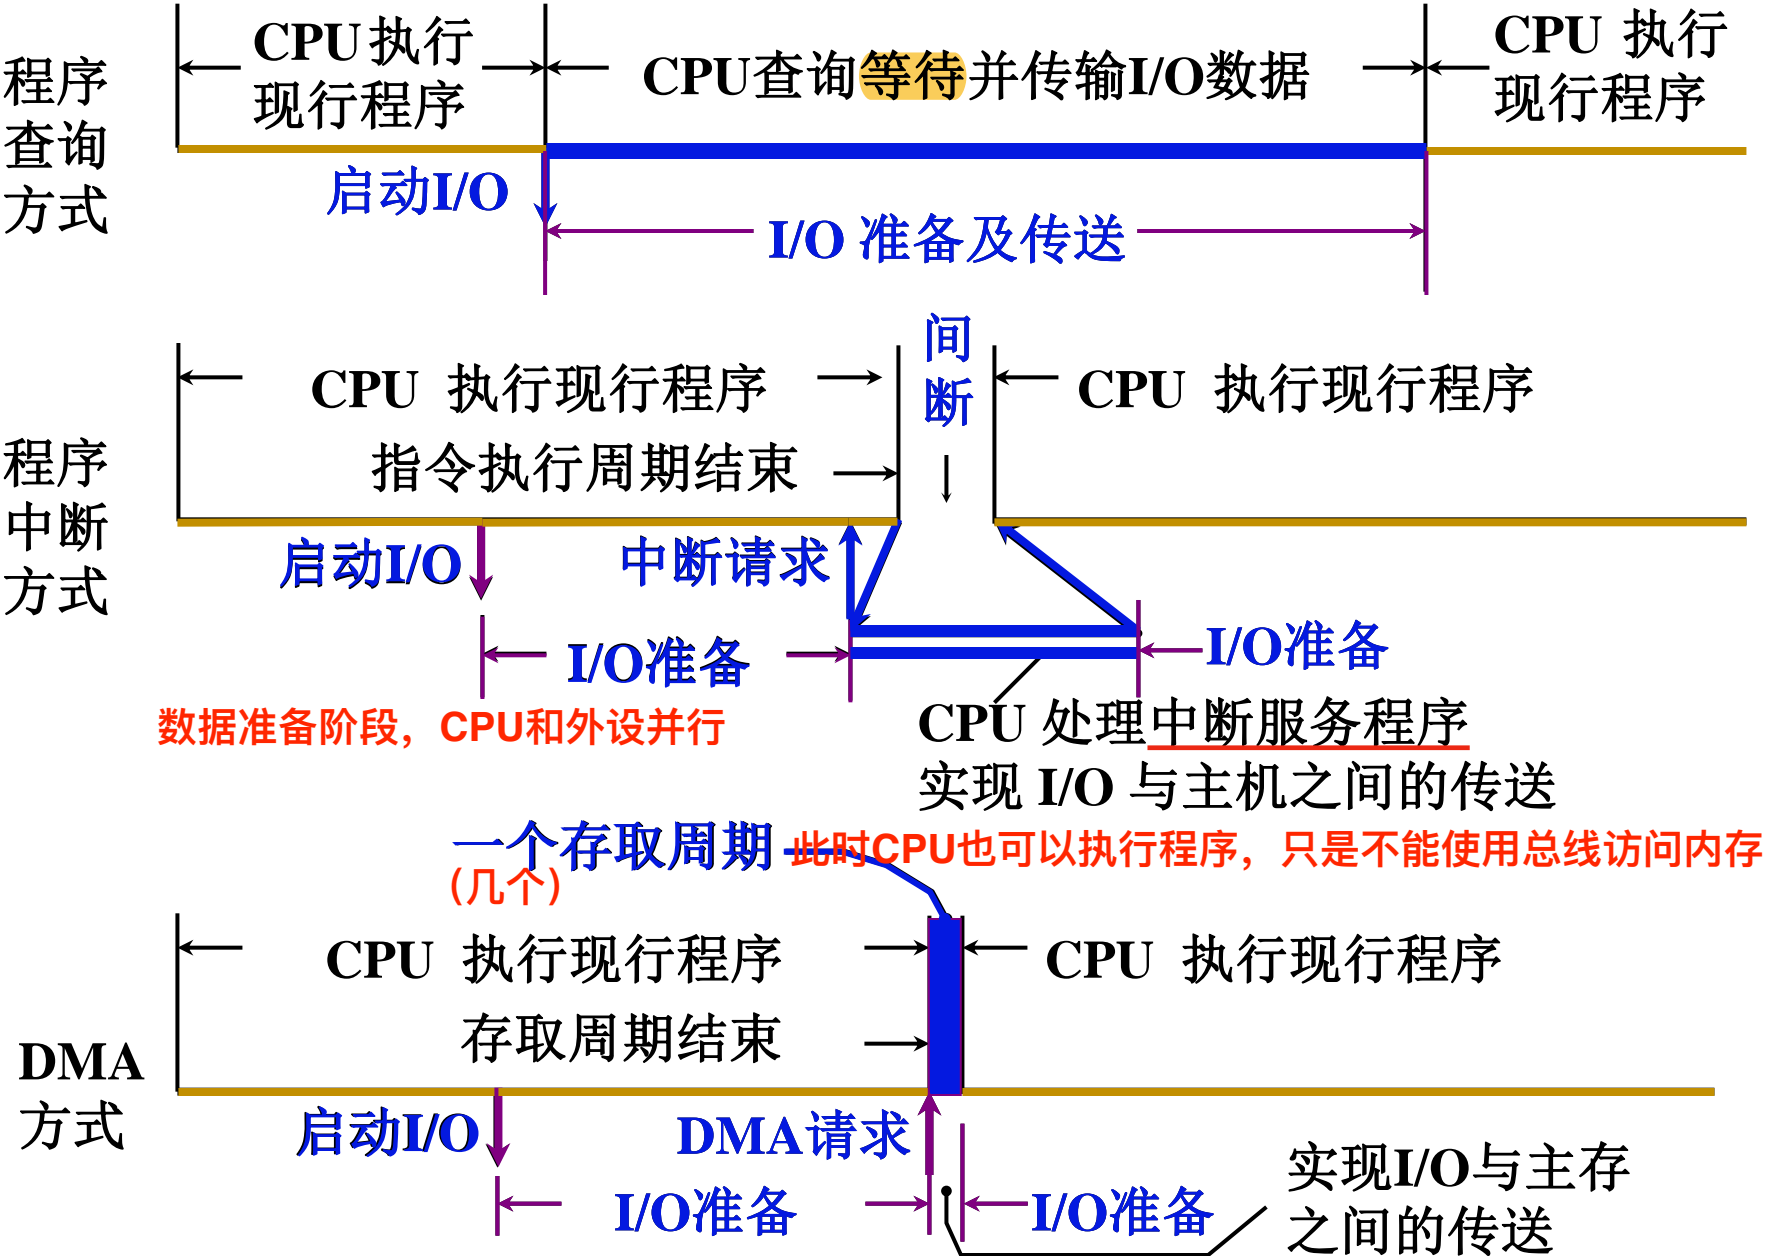 程序
查询
方式
CPU 执行
现行程序
CPU查询等待并传输I/O数据
CPU 执行
现行程序
启动I/O
I/O 准备及传送
程序
中断
方式
CPU 执行现行程序
指令执行周期结束
间
断
CPU 执行现行程序
启动I/O
中断请求
I/O准备
I/O准备
数据准备阶段，CPU和外设并行
CPU 处理中断服务程序
实现 I/O 与主机之间的传送
一个存取周期
（几个）
此时CPU也可以执行程序，只是不能使用总线访问内存
DMA
方式
CPU 执行现行程序
存取周期结束
CPU 执行现行程序
启动I/O
DMA请求
I/O准备
I/O准备
实现I/O与主存
之间的传送